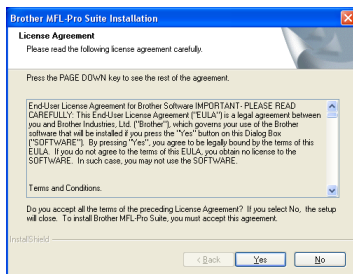 Brother MFL-Pro Suite Installation
License Agreement
Please read the following license agreement carefully.
Press the PAGE DOWN key to see the rest of the agreement.
End-User License Agreement for Brother Software IMPORTANT- PLEASE READ
CAREFULLY: This End-User License Agreement ("EULA") is a legal agreement between
you and Brother Industries, Ltd. ("Brother"), which governs your use of the Brother
software that will be installed if you press the "Yes" button on this Dialog Box
("SOFTWARE"). By pressing "Yes", you agree to be legally bound by the terms of this
EULA. If you do not agree to the terms of this EULA, you obtain no license to the
SOFTWARE. In such case, you may not use the SOFTWARE.
Terms and Conditions.
Do you accept all the terms of the preceding License Agreement? If you select No, the setup
will close. To install Brother MFL-Pro Suite, you must accept this agreement.
InstallShield
< Back Yes No